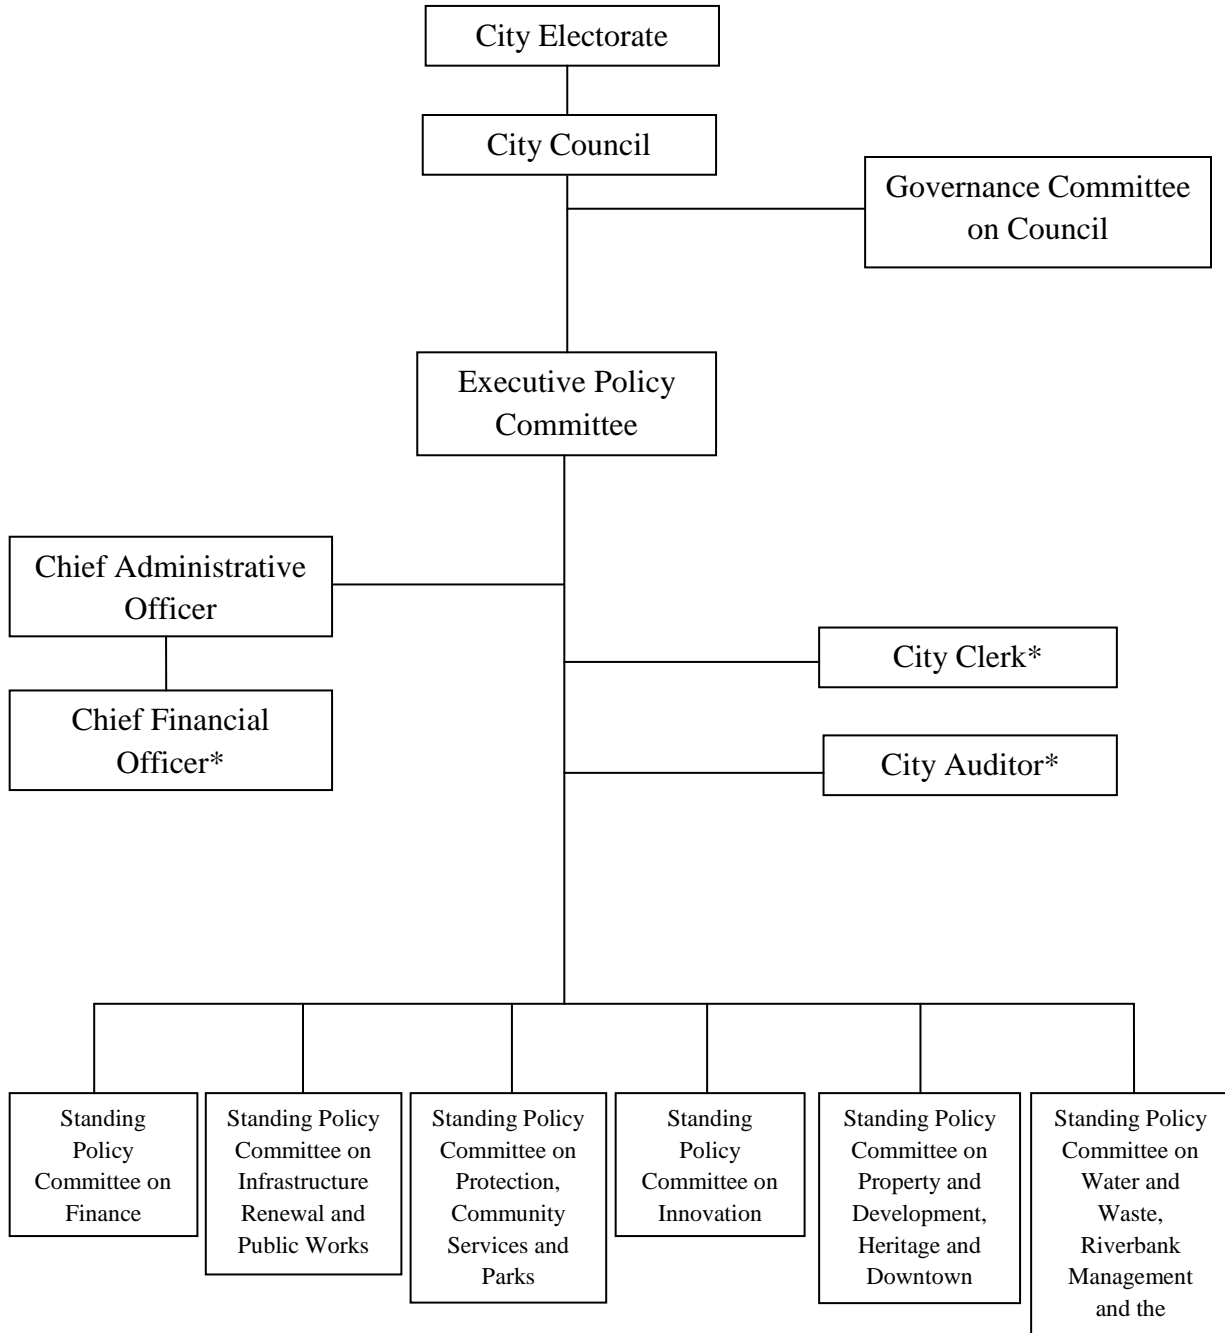 City Electorate
City Council
Governance Committee
on Council
Executive Policy
Committee
Chief Administrative
Officer
City Clerk*
Chief Financial
Officer*
City Auditor*
Standing
Policy
Committee on
Finance
Standing Policy
Committee on
Infrastructure
Renewal and
Public Works
Standing Policy
Committee on
Protection,
Community
Services and
Parks
Standing
Policy
Committee on
Innovation
Standing Policy
Committee on
Property and
Development,
Heritage and
Downtown
Standing Policy
Committee on
Water and
Waste,
Riverbank
Management
and the